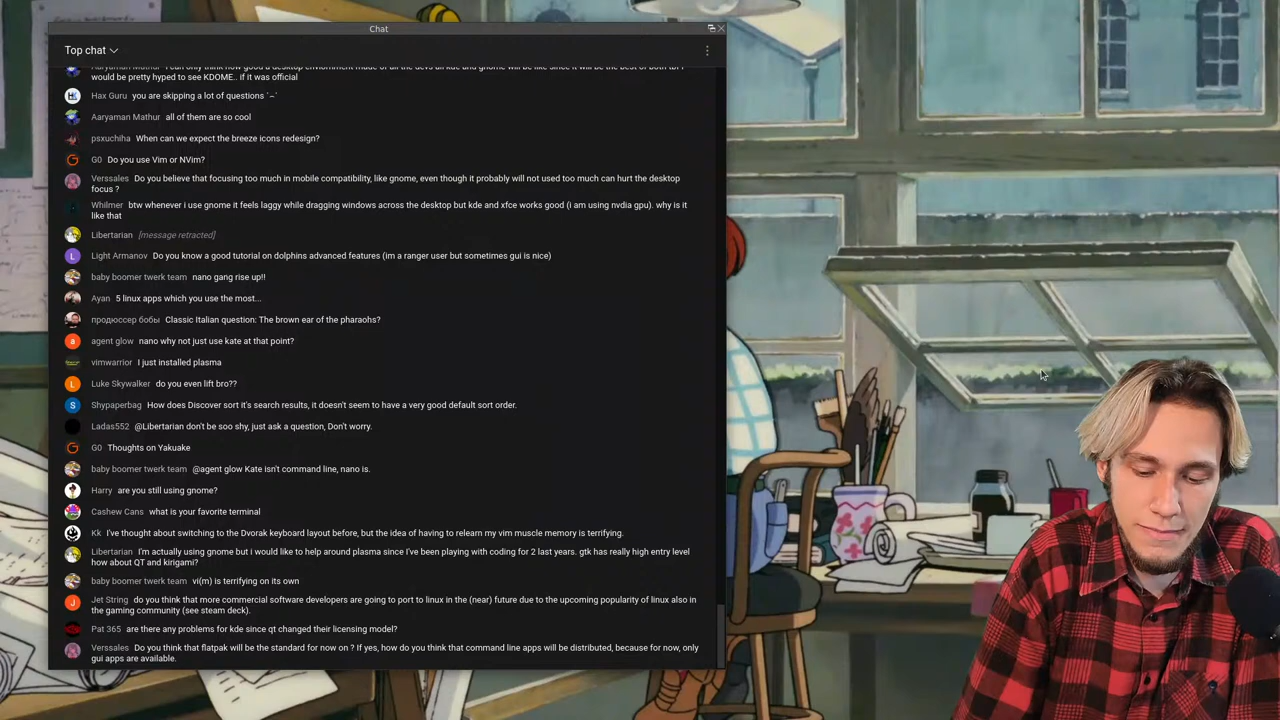 Chat
Top chat
would be pretty hyped to see KDOME.. if it was official
Hax Guru you are skipping a lot of questions
Aaryaman Mathur all of them are so cool
psxuchiha When can we expect the breeze icons redesign?
G0 Do you use Vim or NVim?
Verssales Do you believe that focusing too much in mobile compatibility, like gnome, even though it probably will not used too much can hurt the desktop
focus ?
Whilmer btw whenever i use gnome it feels laggy while dragging windows across the desktop but kde and xfce works good (i am using nvdia gpu). why is it
like that
Libertarian [message retracted]
L Light Armanov Do you know a good tutorial on dolphins advanced features (im a ranger user but sometimes gui is nice)
baby boomer twerk team nano gang rise up!!
Ayan 5 linux apps which you use the most...
продюссер бобы Classic Italian question: The brown ear of the pharaohs?
a agent glow nano why not just use kate at that point?
vimwarrior I just installed plasma
L Luke Skywalker do you even lift bro??
S Shypaperbag How does Discover sort it's search results, it doesn't seem to have a very good default sort order.
Ladas552 @Libertarian don't be soo shy, just ask a question, Don't worry.
G0 Thoughts on Yakuake
baby boomer twerk team @agent glow Kate isn't command line, nano is.
Harry are you still using gnome?
Cashew Cans what is your favorite terminal
Kk I've thought about switching to the Dvorak keyboard layout before, but the idea of having to relearn my vim muscle memory is terrifying.
Libertarian I'm actually using gnome but i would like to help around plasma since I've been playing with coding for 2 last years. gtk has really high entry level
how about QT and kirigami?
baby boomer twerk team vi(m) is terrifying on its own
J Jet String do you think that more commercial software developers are going to port to linux in the (near) future due to the upcoming popularity of linux also in
the gaming community (see steam deck).
Pat 365 are there any problems for kde since qt changed their licensing model?
Verssales Do you think that flatpak will be the standard for now on ? If yes, how do you think that command line apps will be distributed, because for now, only
gui apps are available.